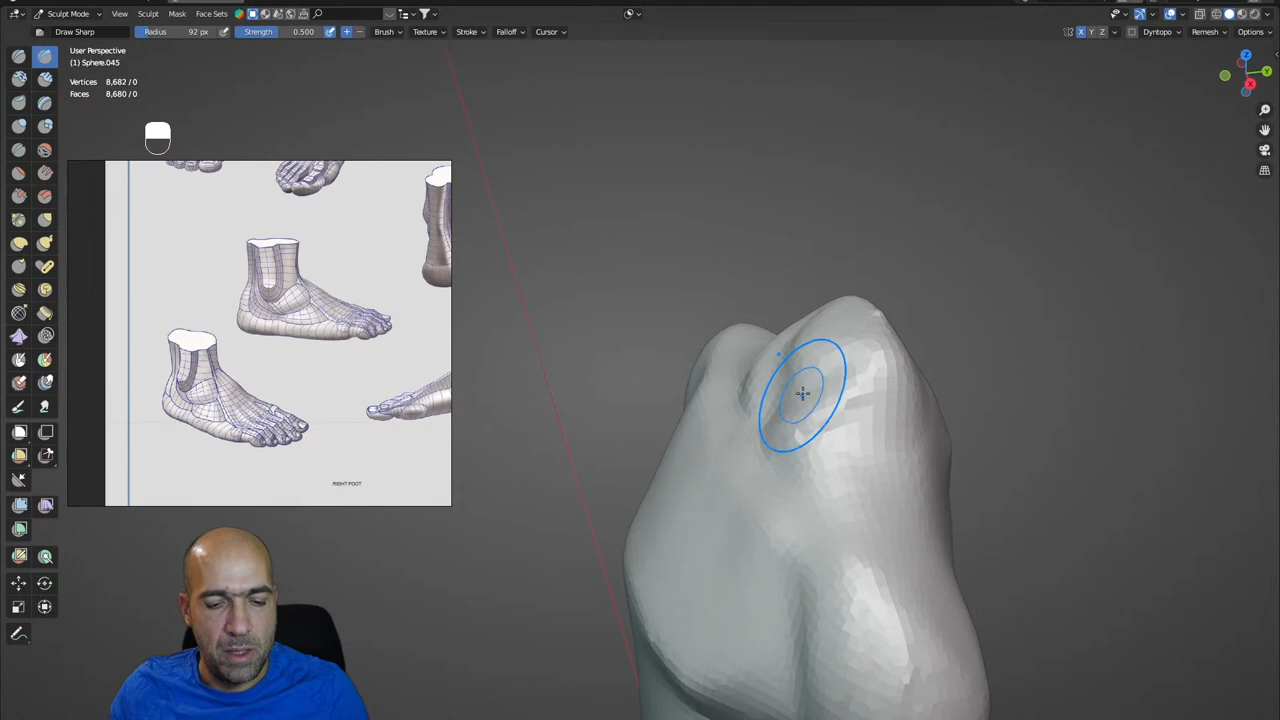 Sculpt Mode View Sculpt Mask Face Sets
Draw Sharp Radius 92 px Strength 0.500 Brush Texture Stroke Falloff Cursor X Y Z Dyntopo Remesh Options
User Perspective
(1) Sphere.045
Vertices 8,682 / 0
Faces 8,680 / 0
Z
Y
X
RIGHT FOOT